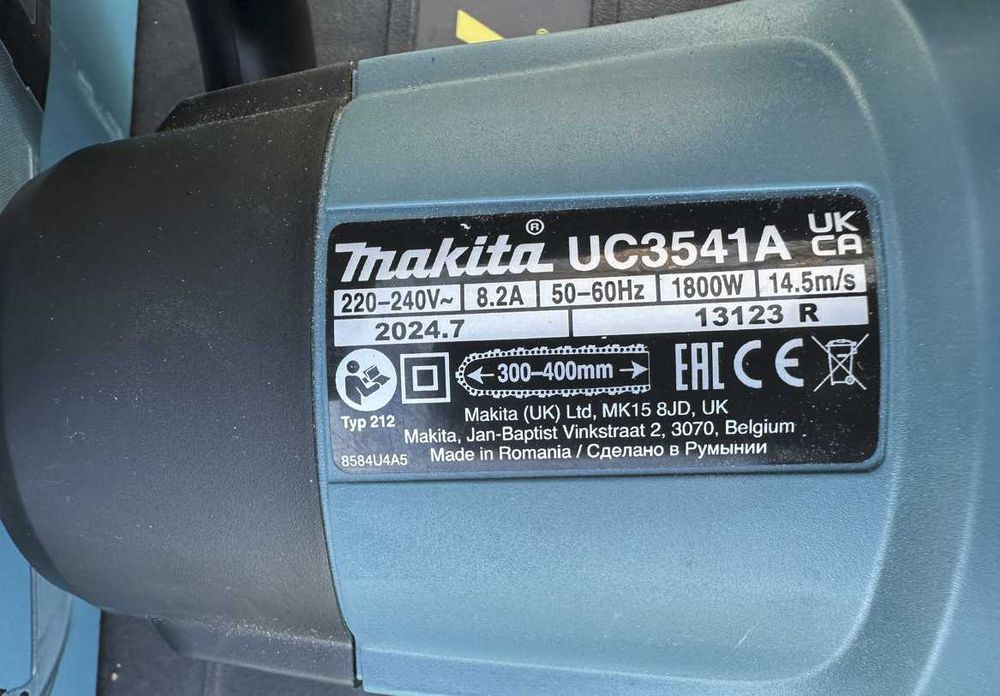 makita® UC3541A UK CA
220–240V~ 8.2A 50–60Hz 1800W 14.5m/s
2024.7 13123 R
300–400mm EAC CE
Typ 212
Makita (UK) Ltd, MK15 8JD, UK
Makita, Jan-Baptist Vinkstraat 2, 3070, Belgium
8584U4A5 Made in Romania / Сделано в Румынии